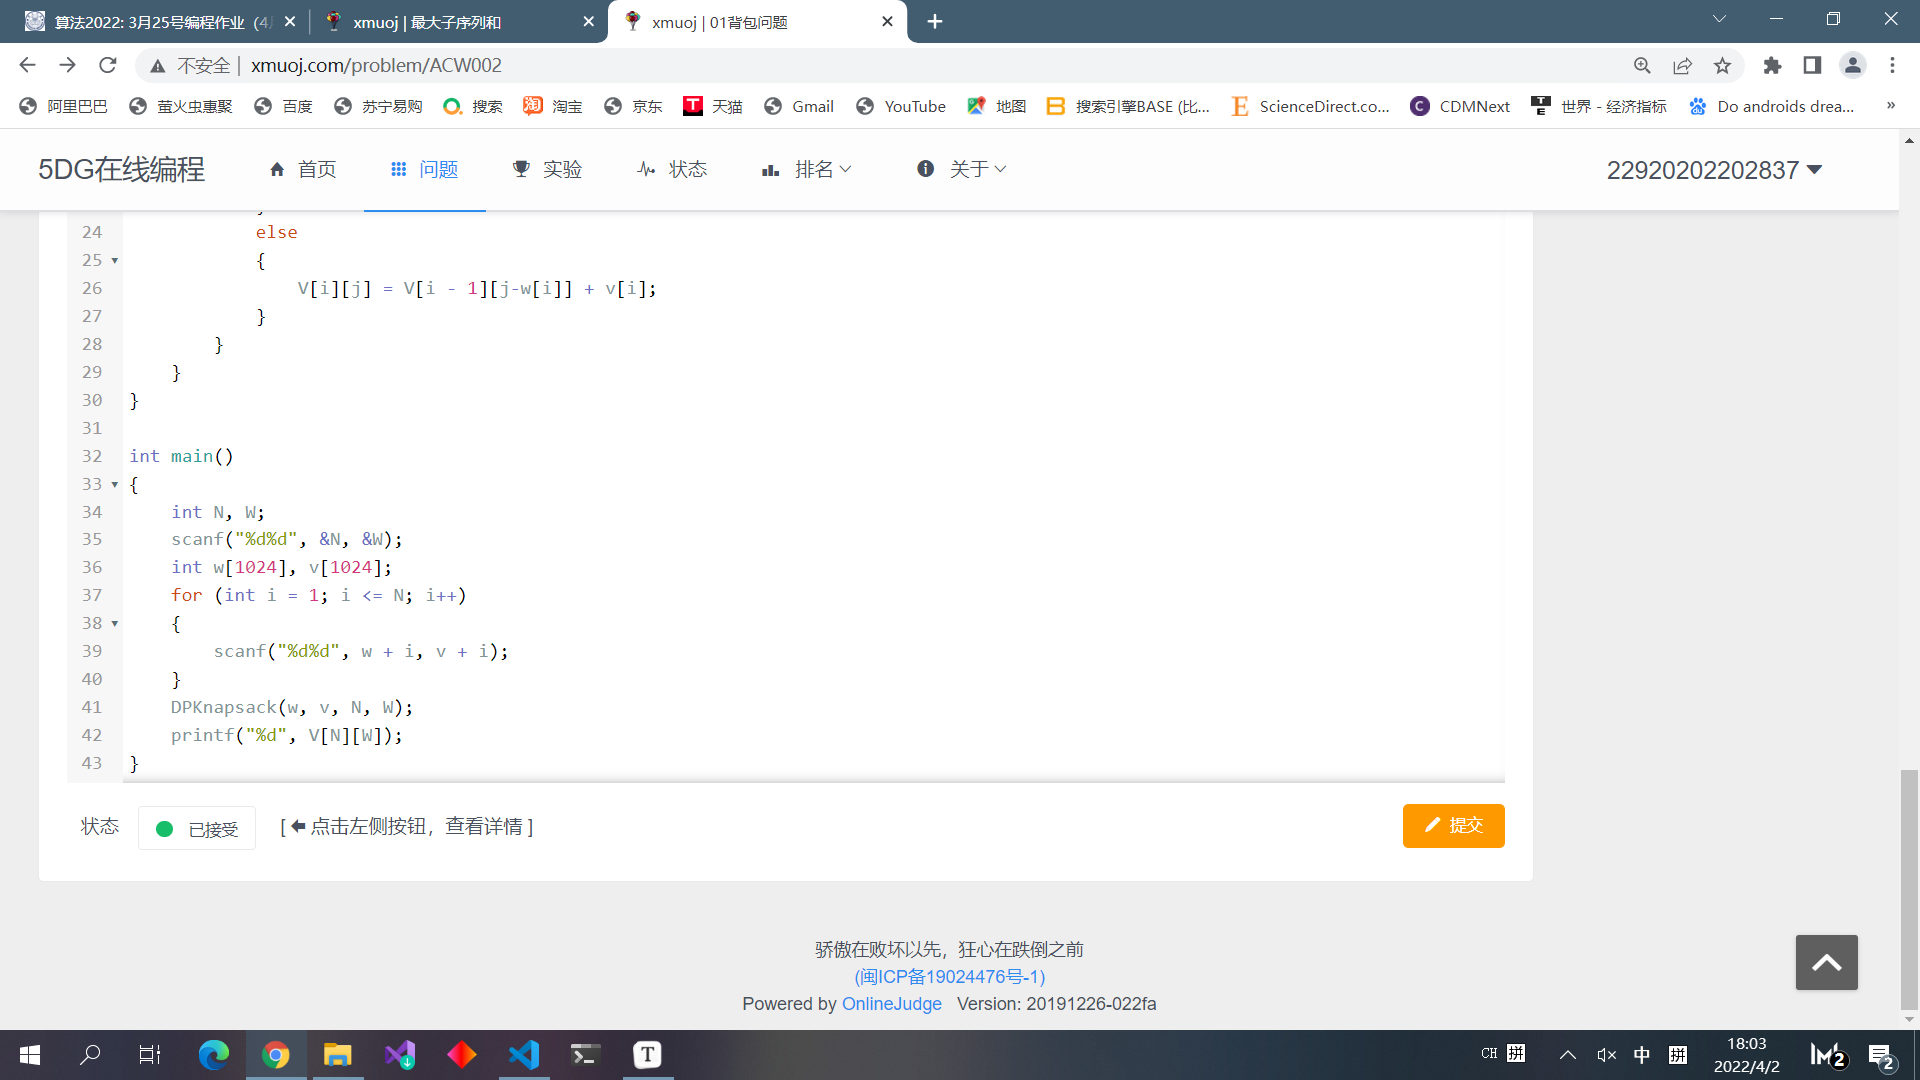 算法2022: 3月25号编程作业 (4
xmuoj | 最大子序列和
xmuoj | 01背包问题
不安全 | xmuoj.com/problem/ACW002
阿里巴巴 萤火虫惠聚 百度 苏宁易购 搜索 淘宝 京东 天猫 Gmail YouTube 地图 搜索引擎BASE (比... ScienceDirect.co... CDMNext 世界 - 经济指标 Do androids drea... »
5DG在线编程 首页 问题 实验 状态 排名 关于 22920202202837
24 else
25 {
26 V[i][j] = V[i - 1][j-w[i]] + v[i];
27 }
28 }
29 }
30 }
31
32 int main()
33 {
34 int N, W;
35 scanf("%d%d", &N, &W);
36 int w[1024], v[1024];
37 for (int i = 1; i <= N; i++)
38 {
39 scanf("%d%d", w + i, v + i);
40 }
41 DPKnapsack(w, v, N, W);
42 printf("%d", V[N][W]);
43 }
状态 已接受 [ 点击左侧按钮，查看详情 ] 提交
骄傲在败坏以先，狂心在跌倒之前
(闽ICP备19024476号-1)
Powered by OnlineJudge Version: 20191226-022fa
CH 拼 中 拼 18:03 2
2022/4/2 2